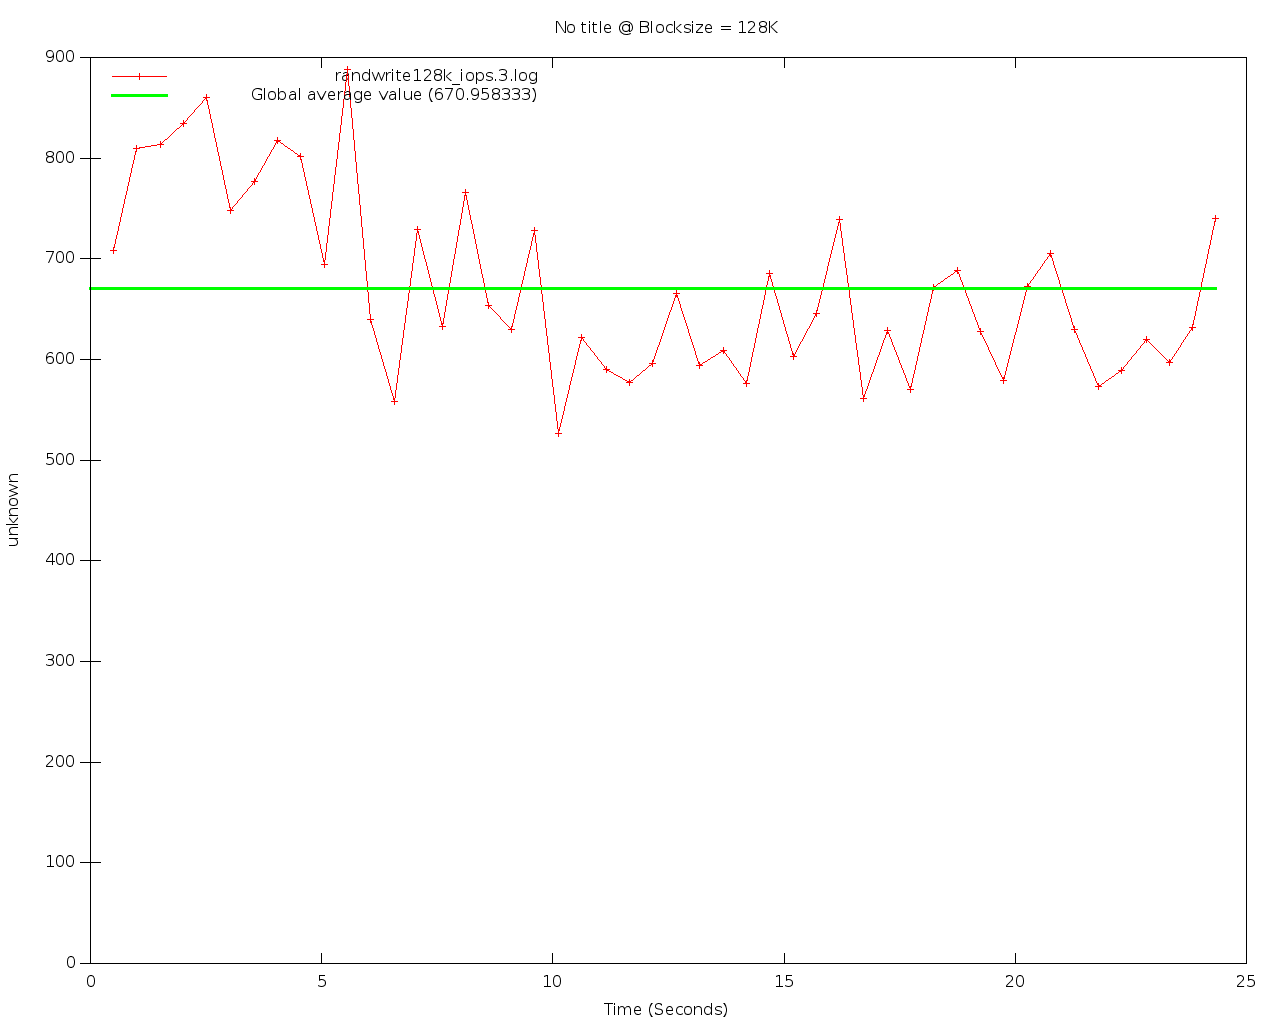 No title @ Blocksize = 128K
randwrite128k_iops.3.log
Global average value (670.958333)
900
800
700
600
500
400
300
200
100
0
unknown
0 5 10 15 20 25
Time (Seconds)